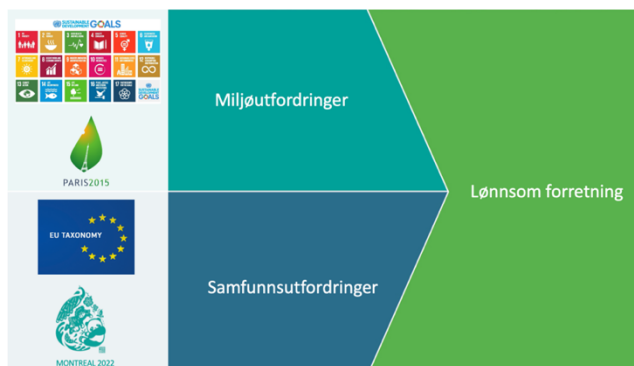 SUSTAINABLE DEVELOPMENT GOALS
PARIS2015
EU TAXONOMY
MONTREAL 2022
Miljøutfordringer
Samfunnsutfordringer
Lønnsom forretning